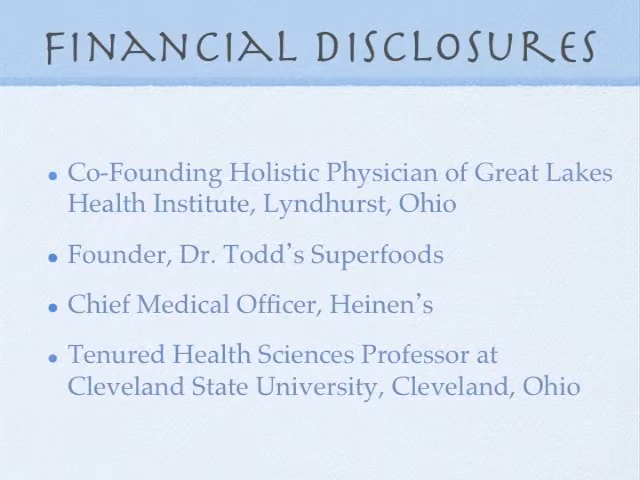 FINANCIAL DISCLOSURES
• Co-Founding Holistic Physician of Great Lakes
Health Institute, Lyndhurst, Ohio
• Founder, Dr. Todd’s Superfoods
• Chief Medical Officer, Heinen’s
• Tenured Health Sciences Professor at
Cleveland State University, Cleveland, Ohio